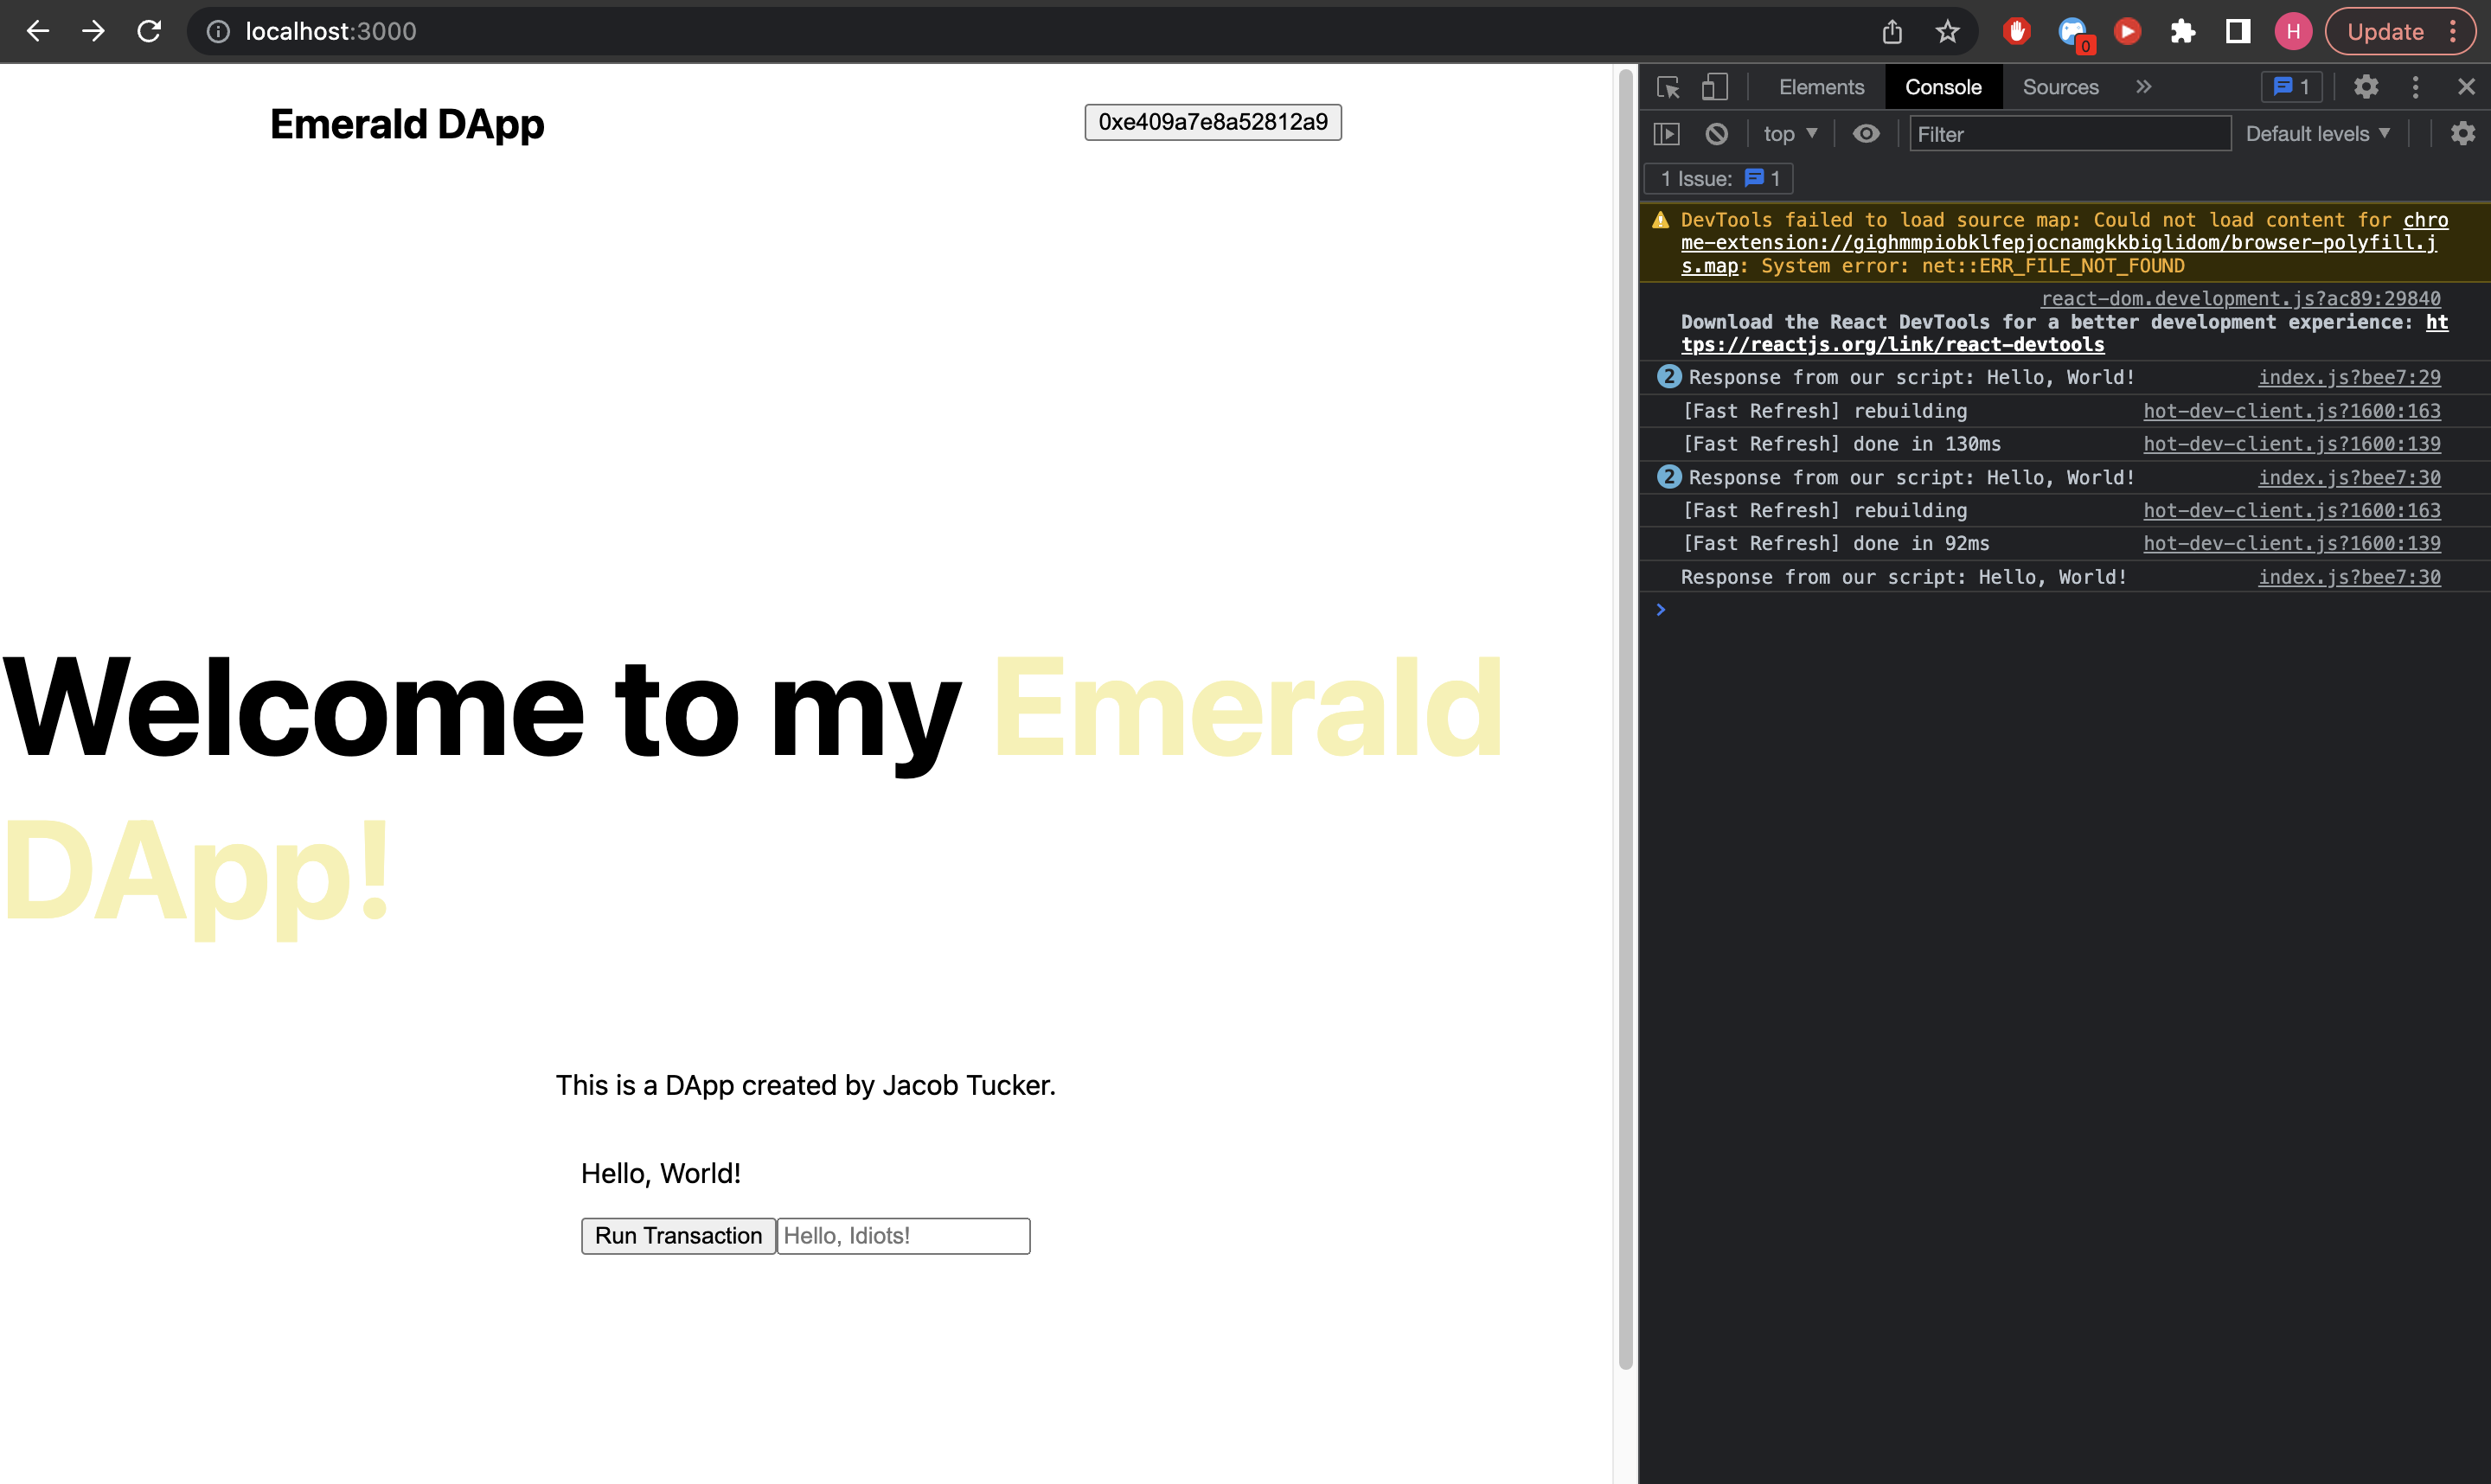 localhost:3000
0
H
Update
Emerald DApp
0xe409a7e8a52812a9
Welcome to my Emerald
DApp!
This is a DApp created by Jacob Tucker.
Hello, World!
Run Transaction
Hello, Idiots!
Elements
Console
Sources
1
top
Filter
Default levels
1 Issue: 1
DevTools failed to load source map: Could not load content for chro
me-extension://gighmmpiobklfepjocnamgkkbiglidom/browser-polyfill.j
s.map: System error: net::ERR_FILE_NOT_FOUND
react-dom.development.js?ac89:29840
Download the React DevTools for a better development experience: ht
tps://reactjs.org/link/react-devtools
2 Response from our script: Hello, World! index.js?bee7:29
[Fast Refresh] rebuilding hot-dev-client.js?1600:163
[Fast Refresh] done in 130ms hot-dev-client.js?1600:139
2 Response from our script: Hello, World! index.js?bee7:30
[Fast Refresh] rebuilding hot-dev-client.js?1600:163
[Fast Refresh] done in 92ms hot-dev-client.js?1600:139
Response from our script: Hello, World! index.js?bee7:30